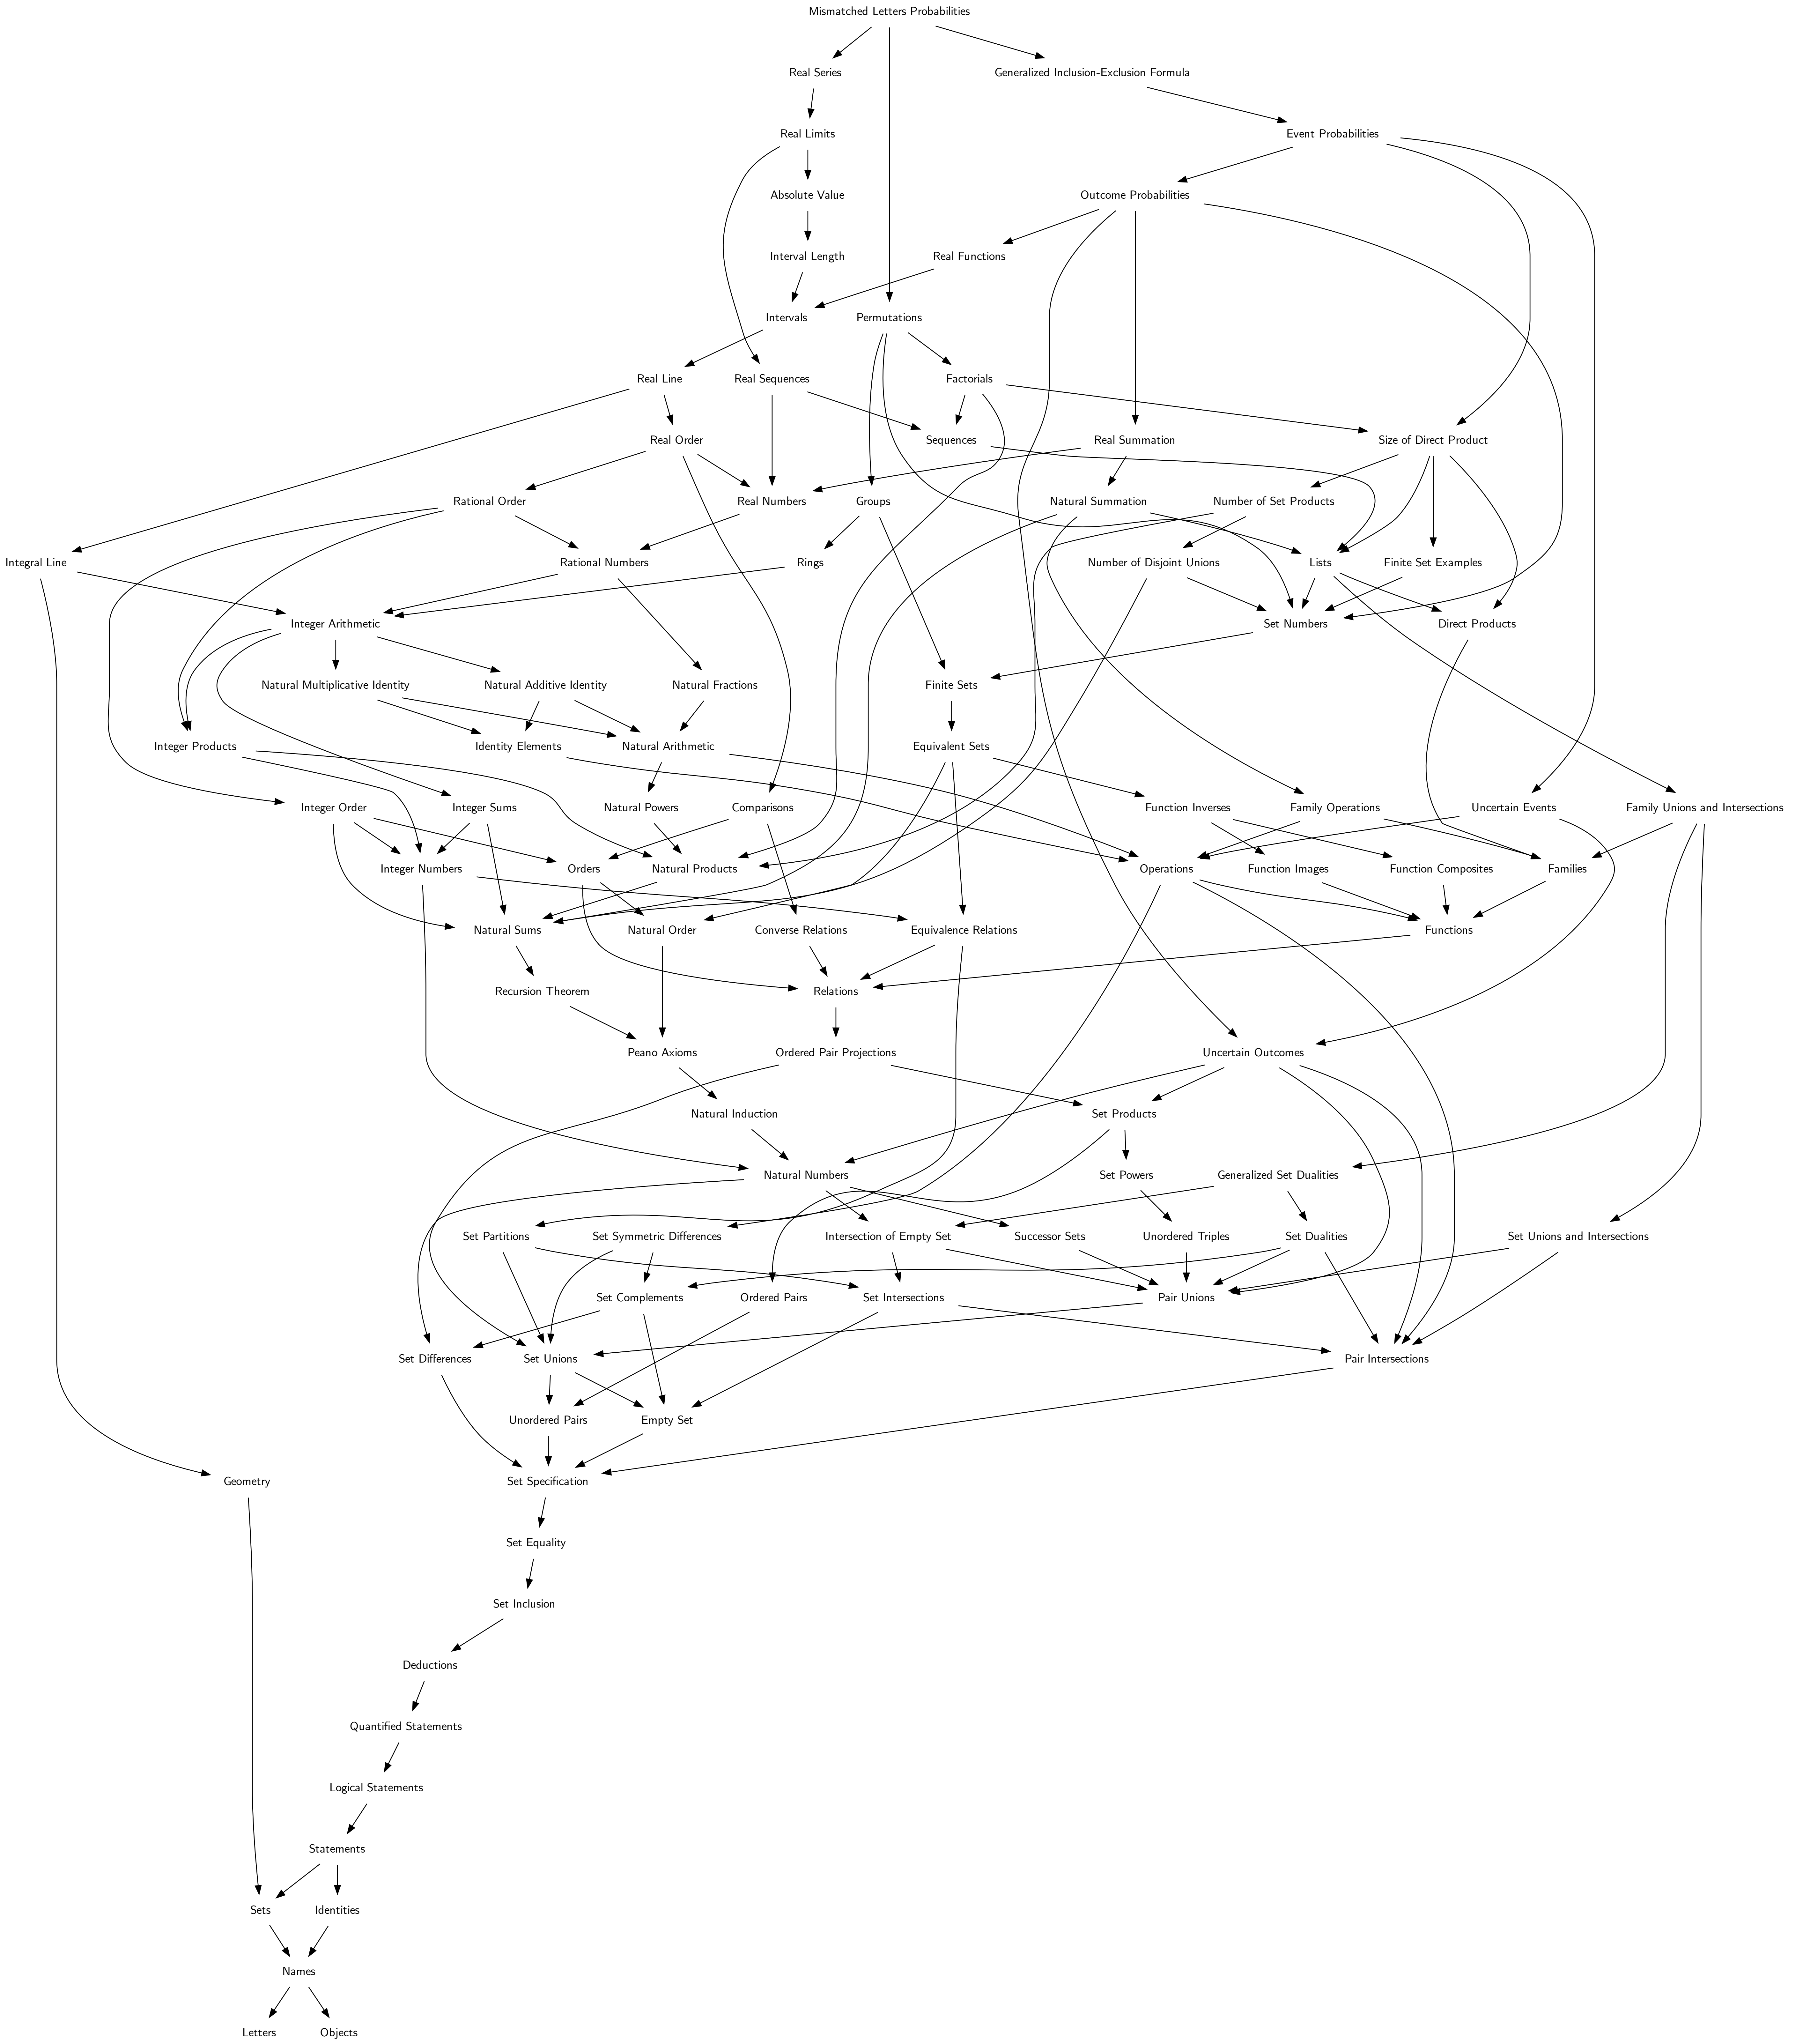 Mismatched Letters Probabilities
Real Series
Generalized Inclusion-Exclusion Formula
Real Limits
Event Probabilities
Absolute Value
Outcome Probabilities
Interval Length
Real Functions
Intervals
Permutations
Real Line
Real Sequences
Factorials
Real Order
Sequences
Real Summation
Size of Direct Product
Rational Order
Real Numbers
Groups
Natural Summation
Number of Set Products
Integral Line
Rational Numbers
Rings
Number of Disjoint Unions
Lists
Finite Set Examples
Integer Arithmetic
Set Numbers
Direct Products
Natural Multiplicative Identity
Natural Additive Identity
Natural Fractions
Finite Sets
Integer Products
Identity Elements
Natural Arithmetic
Equivalent Sets
Integer Order
Integer Sums
Natural Powers
Comparisons
Function Inverses
Family Operations
Uncertain Events
Family Unions and Intersections
Integer Numbers
Orders
Natural Products
Operations
Function Images
Function Composites
Families
Natural Sums
Natural Order
Converse Relations
Equivalence Relations
Functions
Recursion Theorem
Relations
Peano Axioms
Ordered Pair Projections
Uncertain Outcomes
Natural Induction
Set Products
Natural Numbers
Set Powers
Generalized Set Dualities
Set Partitions
Set Symmetric Differences
Intersection of Empty Set
Successor Sets
Unordered Triples
Set Dualities
Set Unions and Intersections
Set Complements
Ordered Pairs
Set Intersections
Pair Unions
Set Differences
Set Unions
Pair Intersections
Unordered Pairs
Empty Set
Geometry
Set Specification
Set Equality
Set Inclusion
Deductions
Quantified Statements
Logical Statements
Statements
Sets
Identities
Names
Letters
Objects